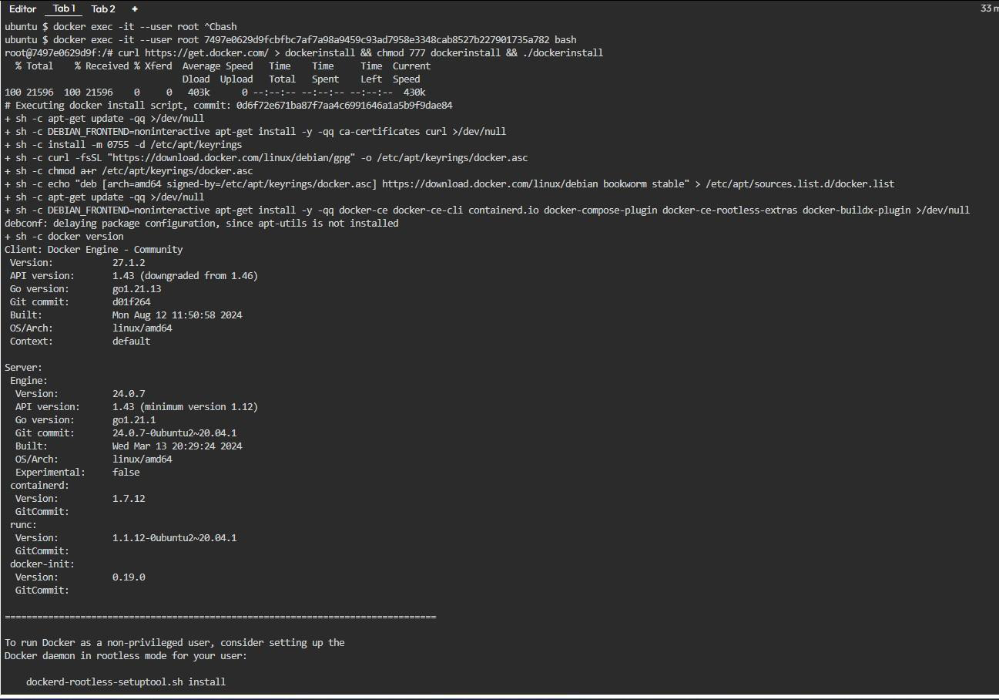 Editor Tab 1 Tab 2 + 33 m
ubuntu $ docker exec -it --user root ^Cbash
ubuntu $ docker exec -it --user root 7497e0629d9fcbfbc7af7a98a9459c93ad7958e3348cab8527b227901735a782 bash
root@7497e0629d9f:/# curl https://get.docker.com/ > dockerinstall && chmod 777 dockerinstall && ./dockerinstall
% Total % Received % Xferd Average Speed Time Time Time Current
Dload Upload Total Spent Left Speed
100 21596 100 21596 0 0 403k 0 --:--:-- --:--:-- --:--:-- 430k
# Executing docker install script, commit: 0d6f72e671ba87f7aa4c6991646a1a5b9f9dae84
+ sh -c apt-get update -qq >/dev/null
+ sh -c DEBIAN_FRONTEND=noninteractive apt-get install -y -qq ca-certificates curl >/dev/null
+ sh -c install -m 0755 -d /etc/apt/keyrings
+ sh -c curl -fsSL "https://download.docker.com/linux/debian/gpg" -o /etc/apt/keyrings/docker.asc
+ sh -c chmod a+r /etc/apt/keyrings/docker.asc
+ sh -c echo "deb [arch=amd64 signed-by=/etc/apt/keyrings/docker.asc] https://download.docker.com/linux/debian bookworm stable" > /etc/apt/sources.list.d/docker.list
+ sh -c apt-get update -qq >/dev/null
+ sh -c DEBIAN_FRONTEND=noninteractive apt-get install -y -qq docker-ce docker-ce-cli containerd.io docker-compose-plugin docker-ce-rootless-extras docker-buildx-plugin >/dev/null
debconf: delaying package configuration, since apt-utils is not installed
+ sh -c docker version
Client: Docker Engine - Community
Version: 27.1.2
API version: 1.43 (downgraded from 1.46)
Go version: go1.21.13
Git commit: d01f264
Built: Mon Aug 12 11:50:58 2024
OS/Arch: linux/amd64
Context: default
Server:
Engine:
Version: 24.0.7
API version: 1.43 (minimum version 1.12)
Go version: go1.21.1
Git commit: 24.0.7-0ubuntu2~20.04.1
Built: Wed Mar 13 20:29:24 2024
OS/Arch: linux/amd64
Experimental: false
containerd:
Version: 1.7.12
GitCommit:
runc:
Version: 1.1.12-0ubuntu2~20.04.1
GitCommit:
docker-init:
Version: 0.19.0
GitCommit:
================================================================================
To run Docker as a non-privileged user, consider setting up the
Docker daemon in rootless mode for your user:
dockerd-rootless-setuptool.sh install